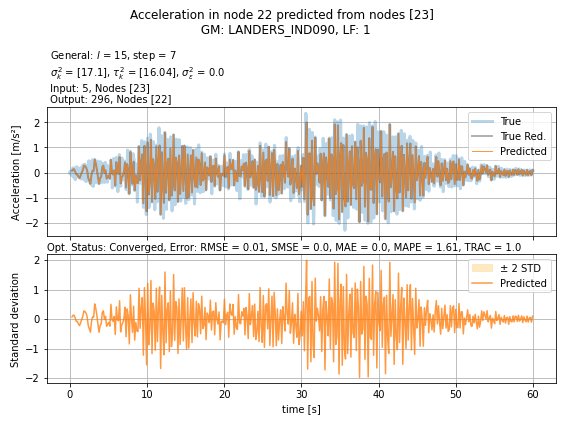 Acceleration in node 22 predicted from nodes [23]
GM: LANDERS_IND090, LF: 1
General: l = 15, step = 7
σ²ₖ = [17.1], τ²ₖ = [16.04], σ²ε = 0.0
Input: 5, Nodes [23]
Output: 296, Nodes [22]
Acceleration [m/s²]
2
1
0
−1
−2
True
True Red.
Predicted
Opt. Status: Converged, Error: RMSE = 0.01, SMSE = 0.0, MAE = 0.0, MAPE = 1.61, TRAC = 1.0
Standard deviation
2
1
0
−1
−2
± 2 STD
Predicted
0 10 20 30 40 50 60
time [s]